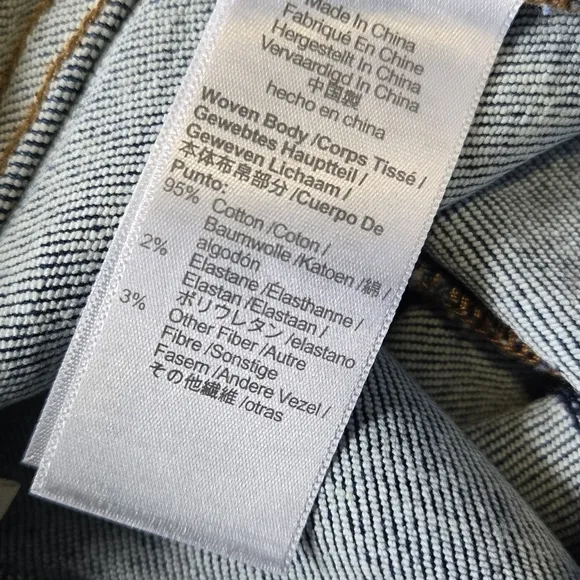 Made In China
Fabriqué En Chine
Hergestellt In China
Vervaardigd In China
中国製
hecho en china
Woven Body /Corps Tissé /
Gewebtes Hauptteil /
Geweven Lichaam /
本体布帛部分 /Cuerpo De
Punto:
95% Cotton /Coton /
Baumwolle /Katoen /綿 /
algodón
2% Elastane /Élasthanne /
Elastan /Elastaan /
ポリウレタン /elastano
3% Other Fiber /Autre
Fibre /Sonstige
Fasern /Andere Vezel /
その他繊維 /otras